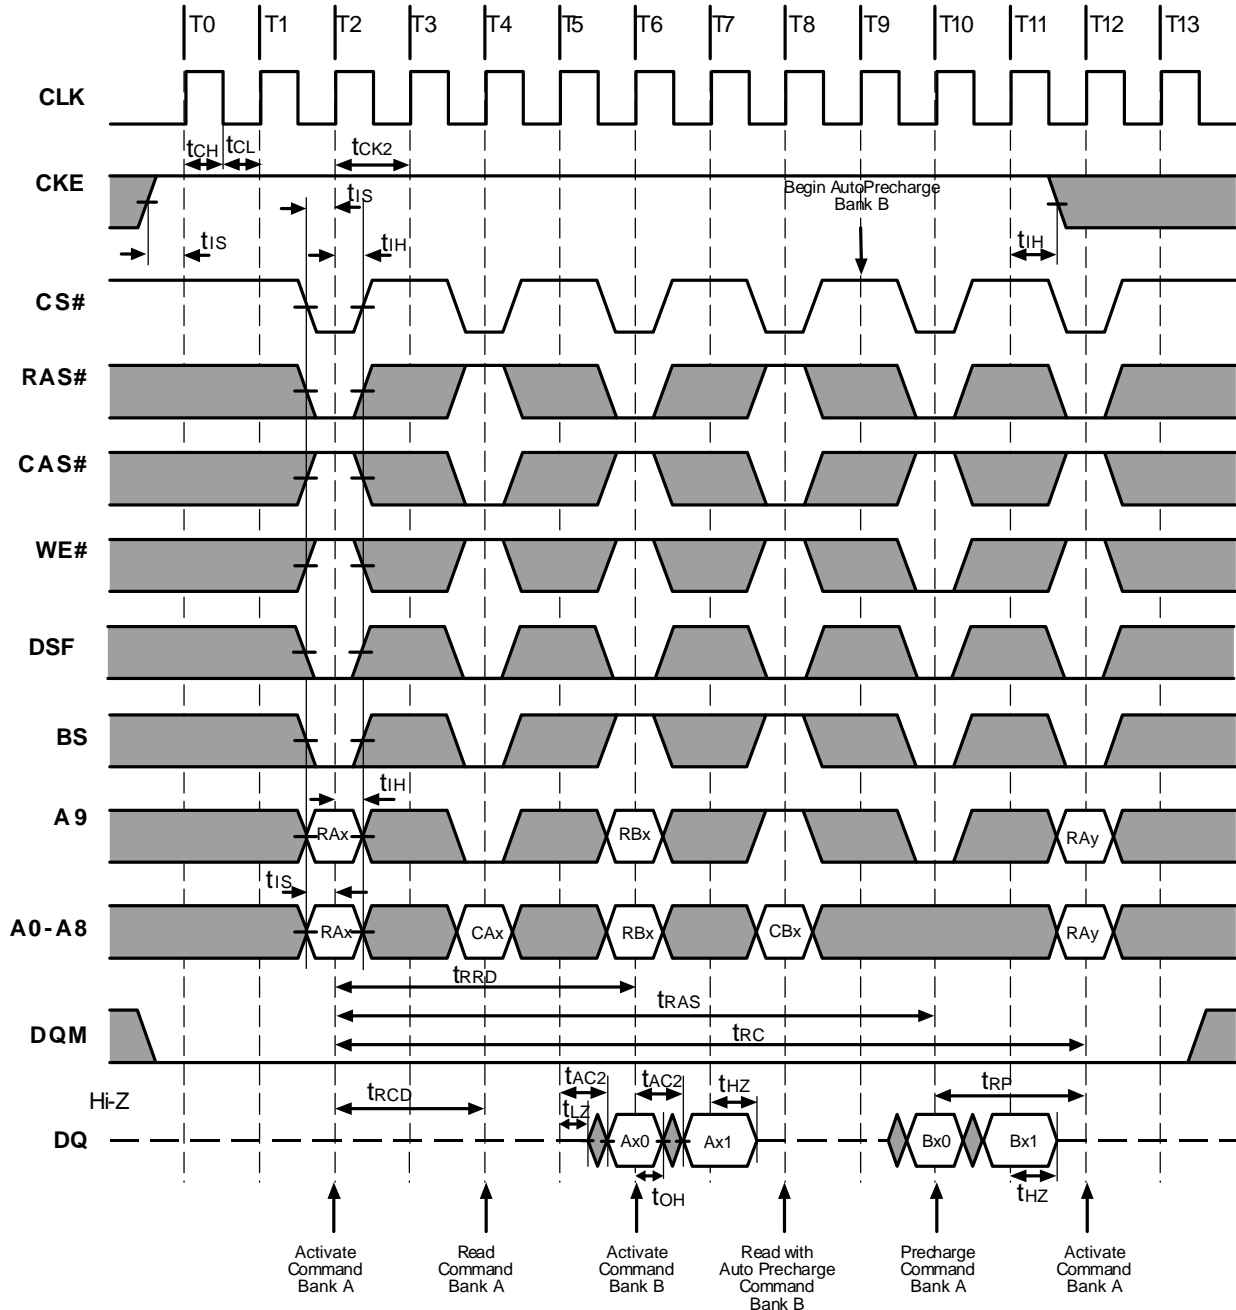 T0 T1 T2 T3 T4 T5 T6 T7 T8 T9 T10 T11 T12 T13
CLK
tCH tCL tCK2
CKE
tIS
Begin AutoPrecharge
Bank B
tIS tIH tIH
CS#
RAS#
CAS#
WE#
DSF
BS
tIH
A9
RAx RBx RAy
tIS
A0-A8
RAx CAx RBx CBx RAy
tRRD
tRAS
DQM
tRC
tAC2 tAC2 tHZ tRP
Hi-Z
tRCD
tLZ
DQ
Ax0 Ax1 Bx0 Bx1
tOH tHZ
Activate
Command
Bank A
Read
Command
Bank A
Activate
Command
Bank B
Read with
Auto Precharge
Command
Bank B
Precharge
Command
Bank A
Activate
Command
Bank A